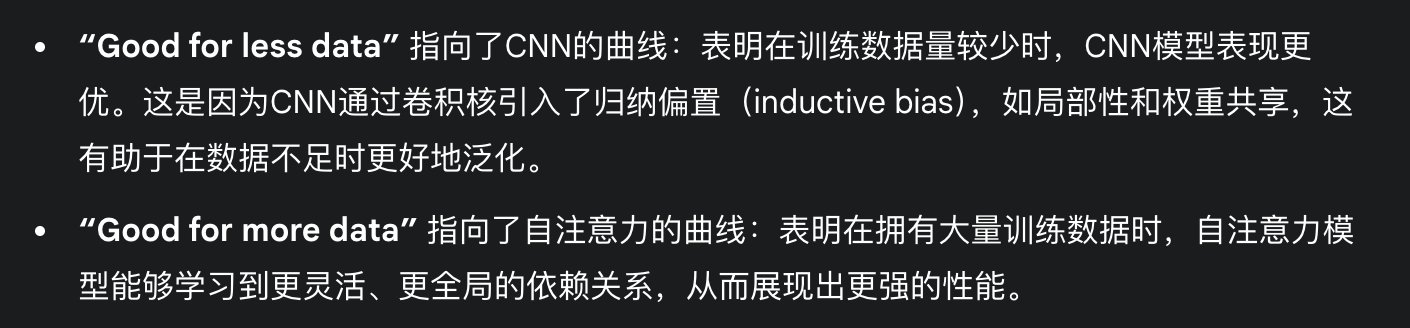 • “Good for less data” 指向了CNN的曲线：表明在训练数据量较少时，CNN模型表现更
优。这是因为CNN通过卷积核引入了归纳偏置（inductive bias），如局部性和权重共享，这
有助于在数据不足时更好地泛化。
• “Good for more data” 指向了自注意力的曲线：表明在拥有大量训练数据时，自注意力模
型能够学习到更灵活、更全局的依赖关系，从而展现出更强的性能。